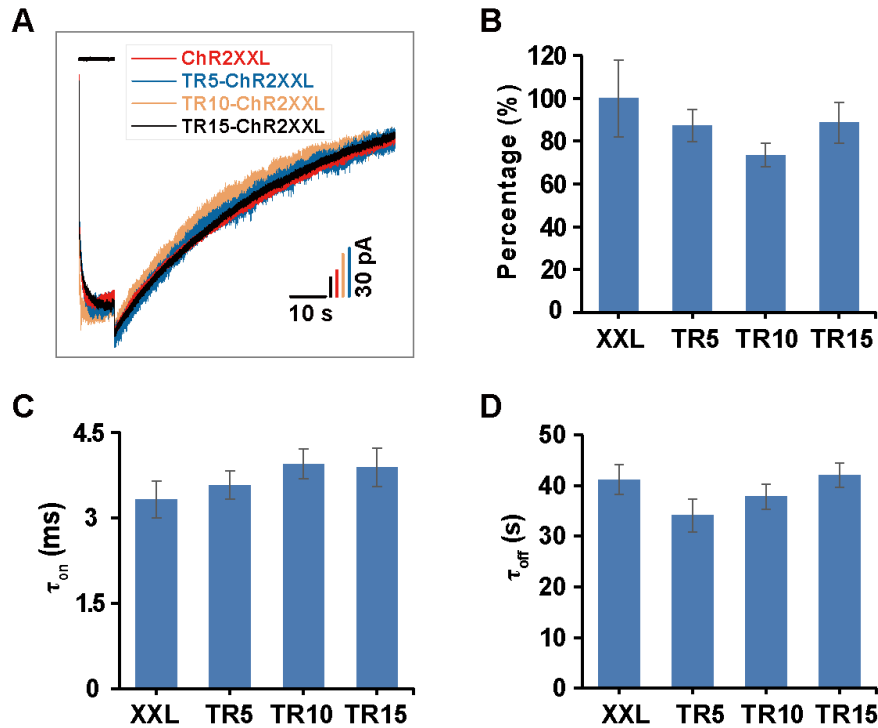 A
ChR2XXL
TR5-ChR2XXL
TR10-ChR2XXL
TR15-ChR2XXL
10 s
30 pA
B
Percentage (%)
120
100
80
60
40
20
0
XXL TR5 TR10 TR15
C
τon (ms)
4.5
3
1.5
0
XXL TR5 TR10 TR15
D
τoff (s)
50
40
30
20
10
0
XXL TR5 TR10 TR15